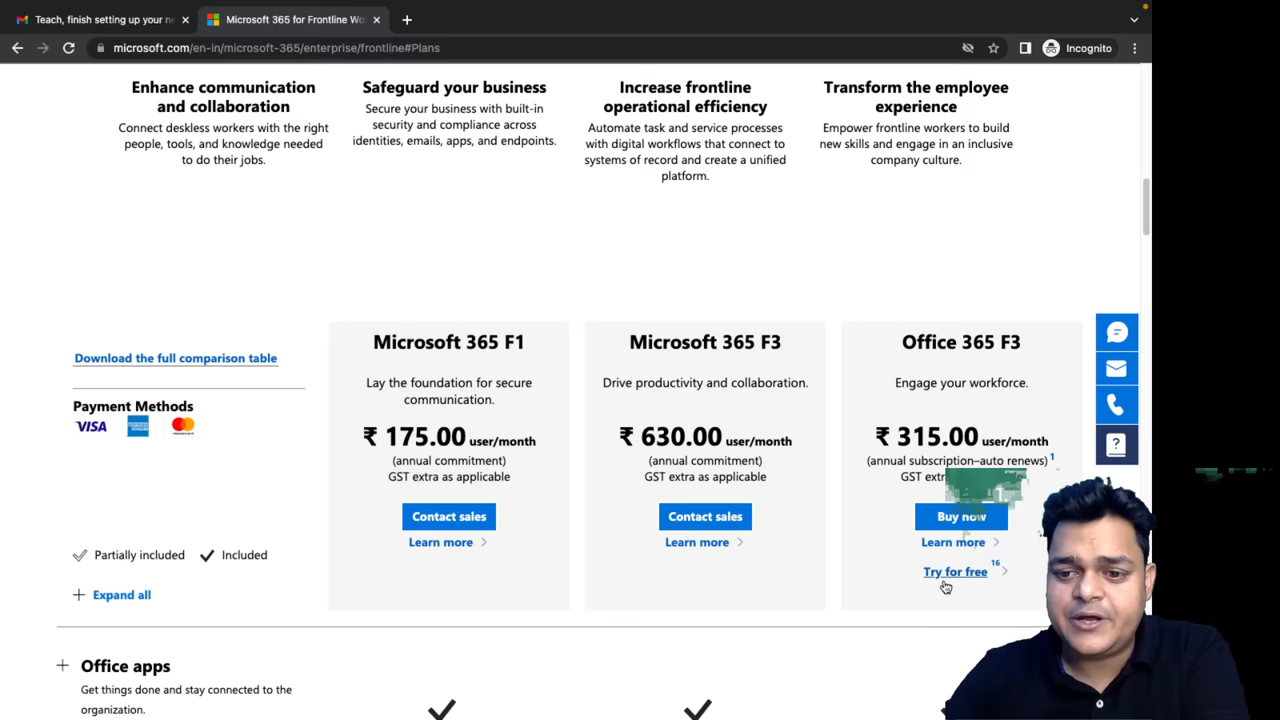 Teach, finish setting up your n
Microsoft 365 for Frontline Wo
microsoft.com/en-in/microsoft-365/enterprise/frontline#Plans
Incognito
Enhance communication
and collaboration
Connect deskless workers with the right
people, tools, and knowledge needed
to do their jobs.
Safeguard your business
Secure your business with built-in
security and compliance across
identities, emails, apps, and endpoints.
Increase frontline
operational efficiency
Automate task and service processes
with digital workflows that connect to
systems of record and create a unified
platform.
Transform the employee
experience
Empower frontline workers to build
new skills and engage in an inclusive
company culture.
Download the full comparison table
Payment Methods
VISA
Partially included
Included
Expand all
Microsoft 365 F1
Lay the foundation for secure
communication.
₹ 175.00 user/month
(annual commitment)
GST extra as applicable
Contact sales
Learn more
Microsoft 365 F3
Drive productivity and collaboration.
₹ 630.00 user/month
(annual commitment)
GST extra as applicable
Contact sales
Learn more
Office 365 F3
Engage your workforce.
₹ 315.00 user/month
(annual subscription–auto renews) 1
GST
Buy now
Learn more
Try for free 16
Office apps
Get things done and stay connected to the
organization.